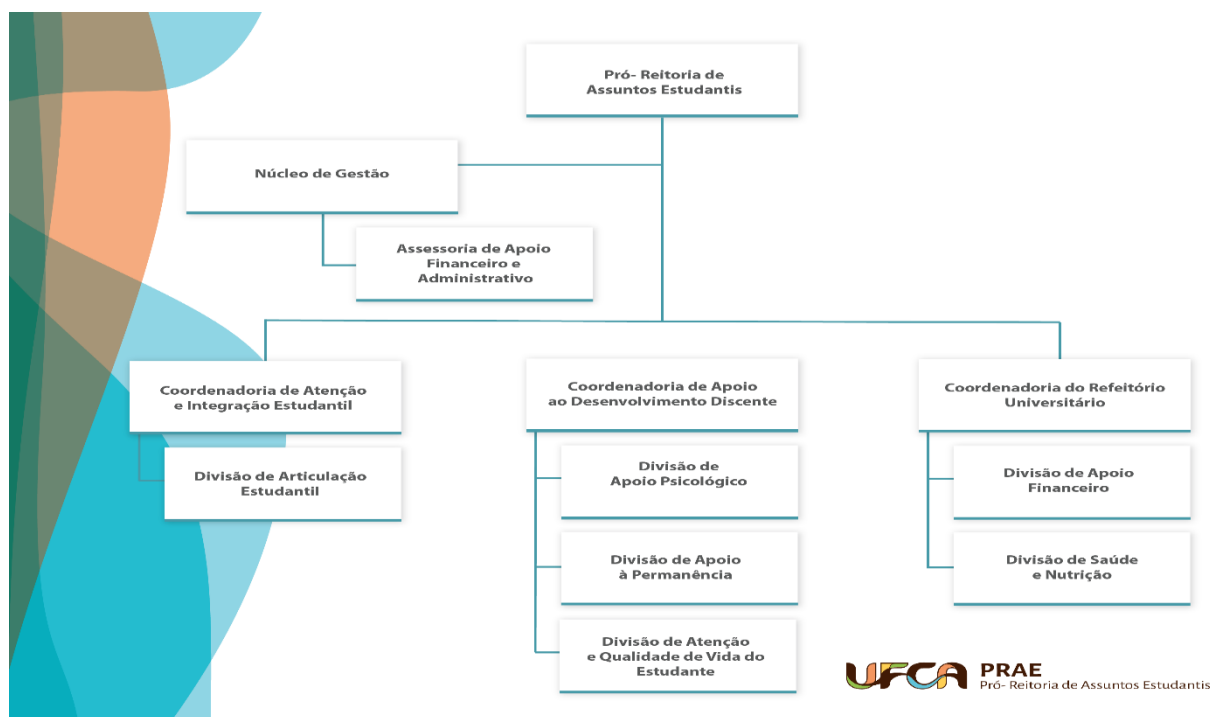 Pró- Reitoria de
Assuntos Estudantis
Núcleo de Gestão
Assessoria de Apoio
Financeiro e
Administrativo
Coordenadoria de Atenção
e Integração Estudantil
Divisão de Articulação
Estudantil
Coordenadoria de Apoio
ao Desenvolvimento Discente
Divisão de
Apoio Psicológico
Divisão de Apoio
à Permanência
Divisão de Atenção
e Qualidade de Vida do
Estudante
Coordenadoria do Refeitório
Universitário
Divisão de Apoio
Financeiro
Divisão de Saúde
e Nutrição
UFCA
PRAE
Pró- Reitoria de Assuntos Estudantis